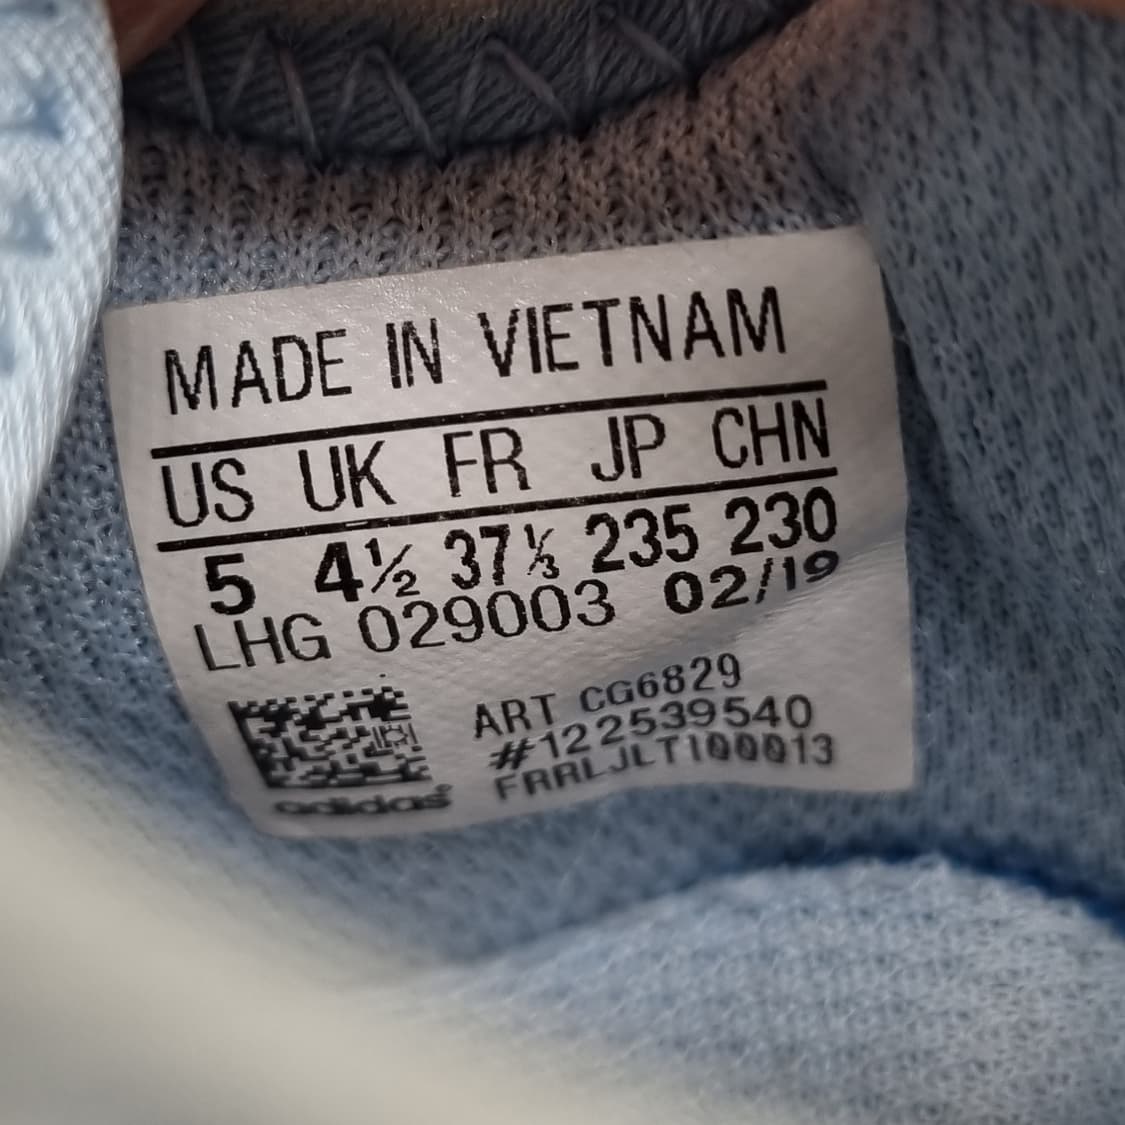 MADE IN VIETNAM
US UK FR JP CHN
5 4½ 37⅓ 235 230
LHG 029003 02/19
ART CG6829
#122539540
FRRLJLT100013
adidas